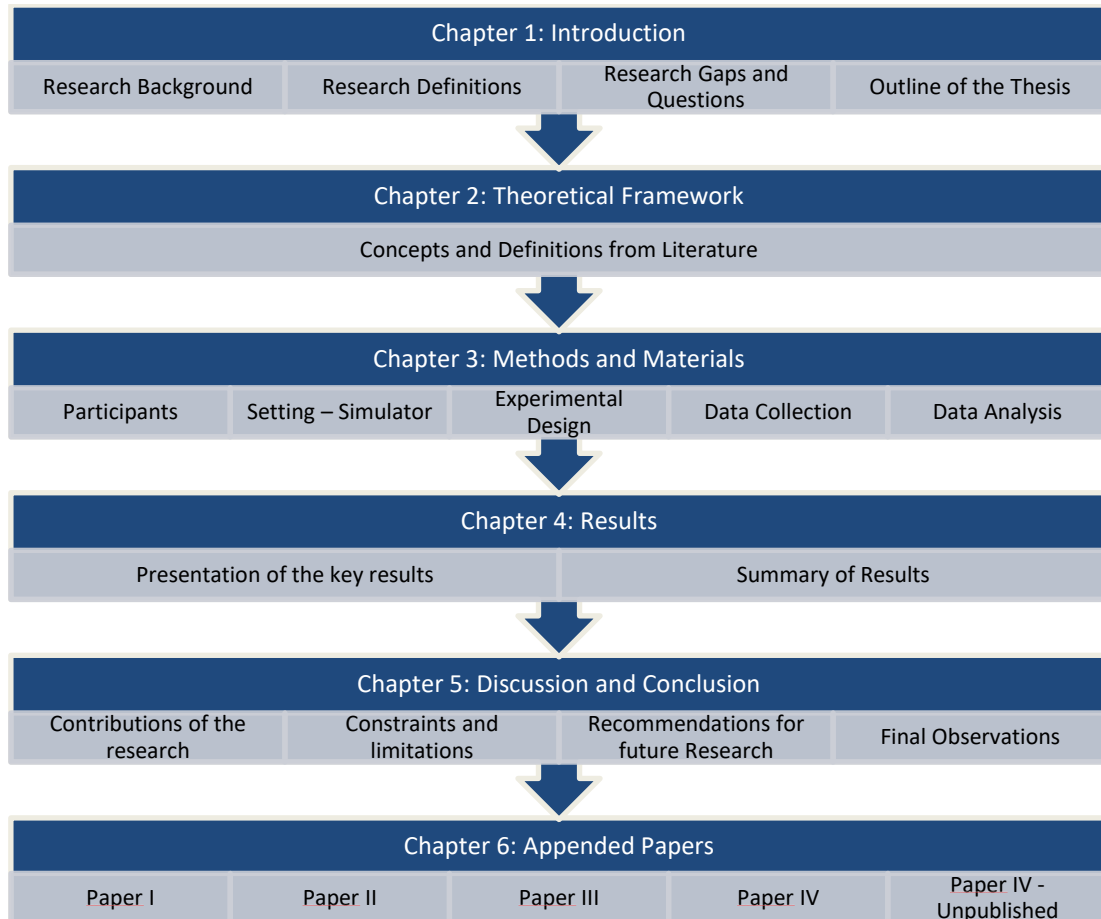 Chapter 1: Introduction
Research Background
Research Definitions
Research Gaps and
Questions
Outline of the Thesis
Chapter 2: Theoretical Framework
Concepts and Definitions from Literature
Chapter 3: Methods and Materials
Participants
Setting – Simulator
Experimental
Design
Data Collection
Data Analysis
Chapter 4: Results
Presentation of the key results
Summary of Results
Chapter 5: Discussion and Conclusion
Contributions of the
research
Constraints and
limitations
Recommendations for
future Research
Final Observations
Chapter 6: Appended Papers
Paper I
Paper II
Paper III
Paper IV
Paper IV -
Unpublished